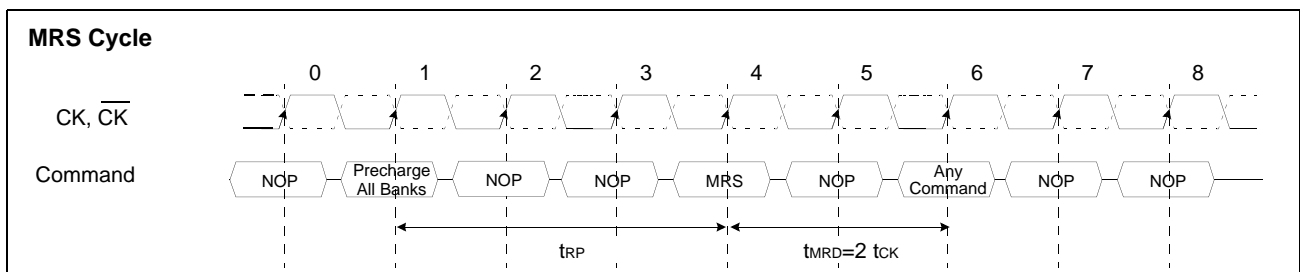 MRS Cycle
0 1 2 3 4 5 6 7 8
CK, CK
Command
NOP Precharge All Banks NOP NOP MRS NOP Any Command NOP NOP
tRP tMRD=2 tCK